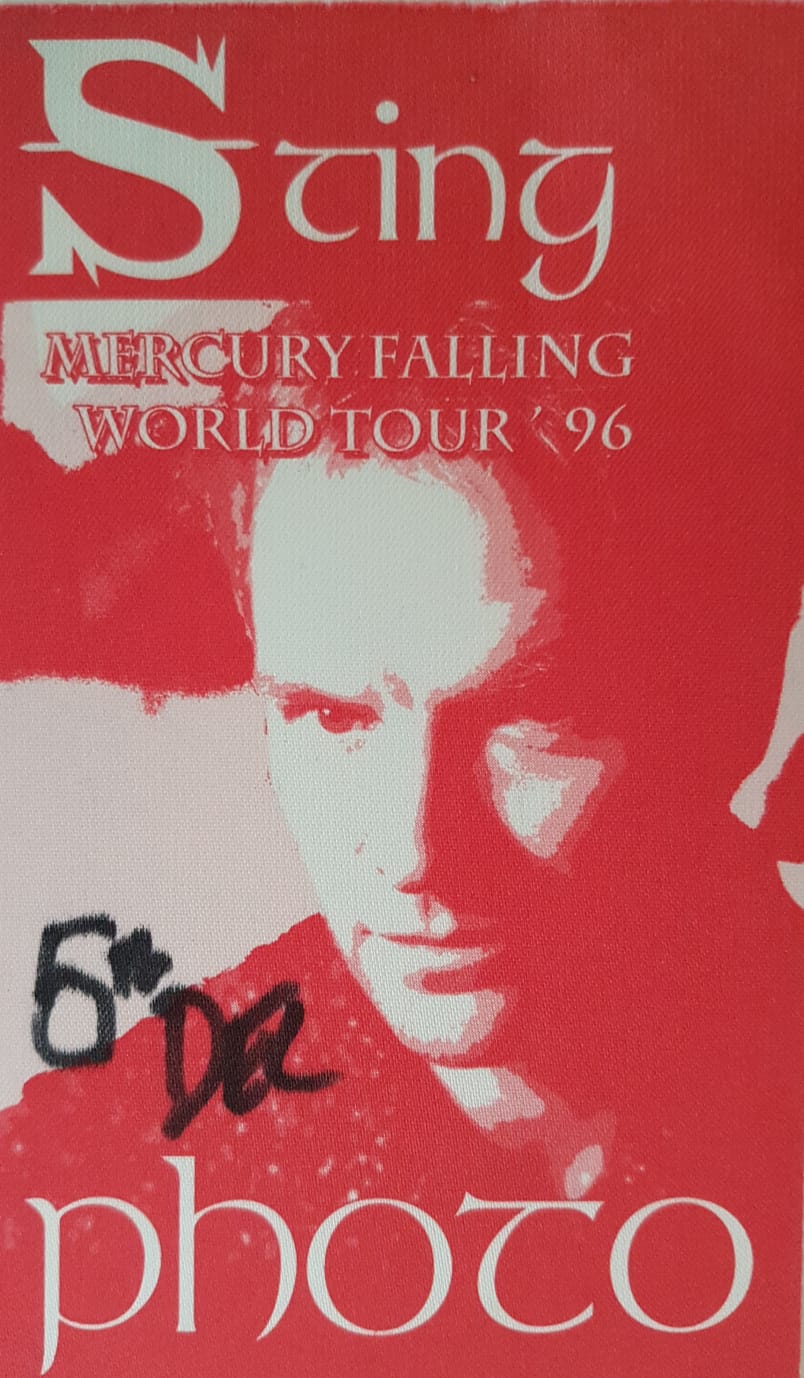 Sting
MERCURY FALLING
WORLD TOUR '96
6th
Dec
photo